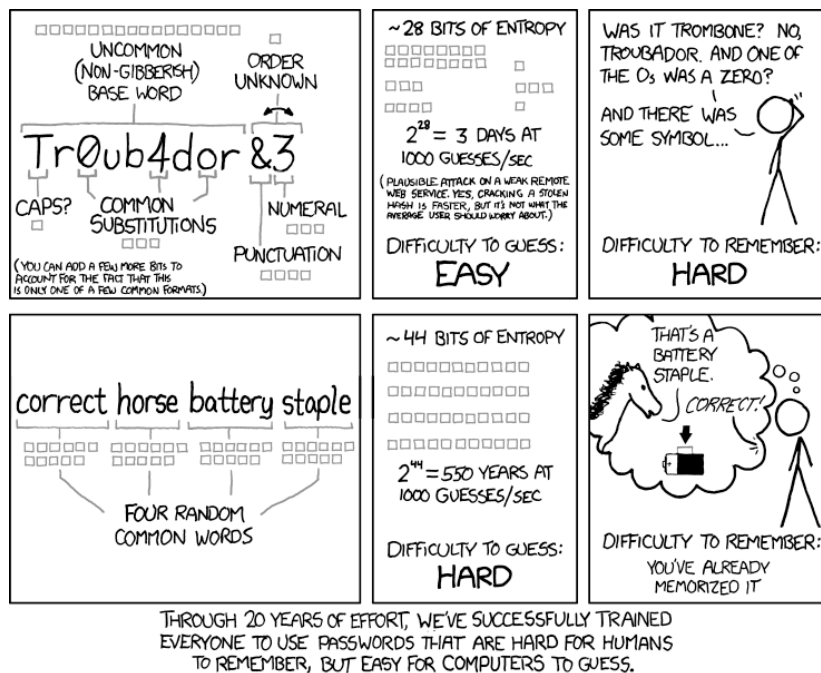 UNCOMMON
(NON-GIBBERISH)
BASE WORD
ORDER
UNKNOWN
Tr0ub4dor &3
CAPS?
COMMON
SUBSTITUTIONS
NUMERAL
PUNCTUATION
(YOU CAN ADD A FEW MORE BITS TO
ACCOUNT FOR THE FACT THAT THIS
IS ONLY ONE OF A FEW COMMON FORMATS.)
~28 BITS OF ENTROPY
2^28 = 3 DAYS AT
1000 GUESSES/SEC
(PLAUSIBLE ATTACK ON A WEAK REMOTE
WEB SERVICE. YES, CRACKING A STOLEN
HASH IS FASTER, BUT IT'S NOT WHAT THE
AVERAGE USER SHOULD WORRY ABOUT.)
DIFFICULTY TO GUESS:
EASY
WAS IT TROMBONE? NO,
TROUBADOR. AND ONE OF
THE Os WAS A ZERO?
AND THERE WAS
SOME SYMBOL...
DIFFICULTY TO REMEMBER:
HARD
correct horse battery staple
FOUR RANDOM
COMMON WORDS
~44 BITS OF ENTROPY
2^44 = 550 YEARS AT
1000 GUESSES/SEC
DIFFICULTY TO GUESS:
HARD
THAT'S A
BATTERY
STAPLE.
CORRECT!
DIFFICULTY TO REMEMBER:
YOU'VE ALREADY
MEMORIZED IT
THROUGH 20 YEARS OF EFFORT, WE'VE SUCCESSFULLY TRAINED
EVERYONE TO USE PASSWORDS THAT ARE HARD FOR HUMANS
TO REMEMBER, BUT EASY FOR COMPUTERS TO GUESS.